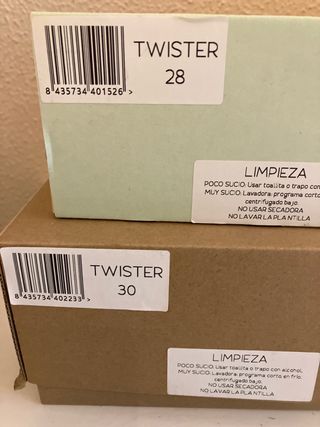 TWISTER
28
8 435734 401526 >
LIMPIEZA
POCO SUCIO: Usar toallita o trapo con
MUY SUCIO: Lavadora: programa corto
centrifugado bajo.
NO USAR SECADORA
NO LAVAR LA PLANTILLA
TWISTER
30
8 435734 402233 >
LIMPIEZA
POCO SUCIO: Usar toallita o trapo con alcohol.
MUY SUCIO: Lavadora: programa corto en frío.
centrifugado bajo.
NO USAR SECADORA
NO LAVAR LA PLANTILLA